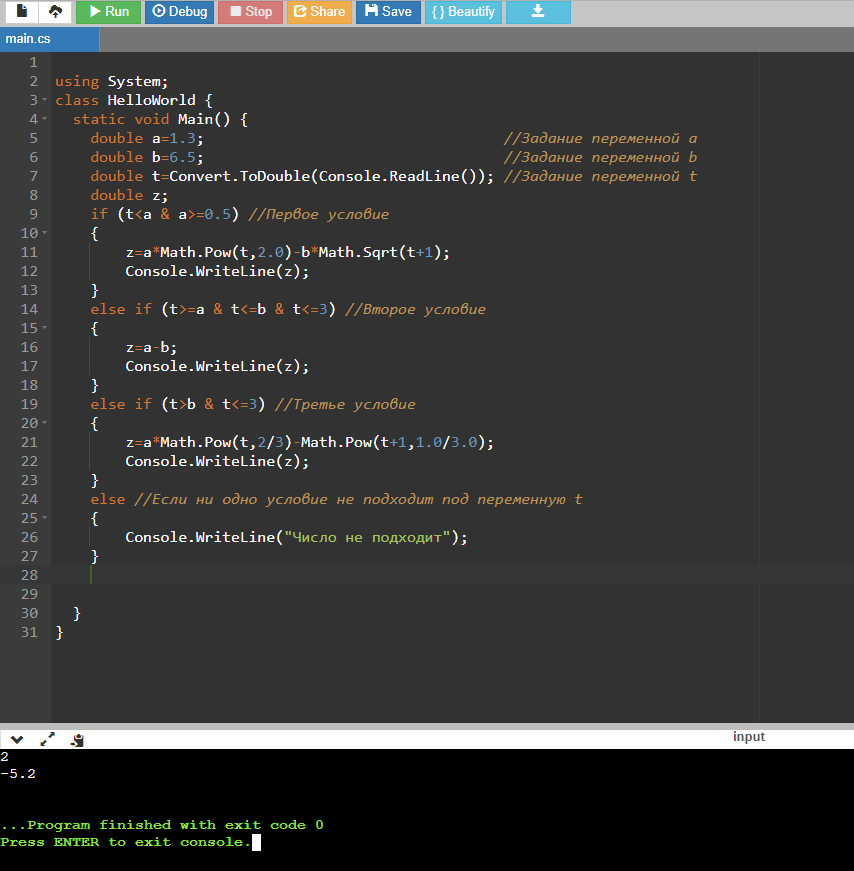 Run Debug Stop Share Save { } Beautify
main.cs
1
2 using System;
3 class HelloWorld {
4   static void Main() {
5     double a=1.3;                                  //Задание переменной a
6     double b=6.5;                                  //Задание переменной b
7     double t=Convert.ToDouble(Console.ReadLine()); //Задание переменной t
8     double z;
9     if (t<a & a>=0.5) //Первое условие
10     {
11         z=a*Math.Pow(t,2.0)-b*Math.Sqrt(t+1);
12         Console.WriteLine(z);
13     }
14     else if (t>=a & t<=b & t<=3) //Второе условие
15     {
16         z=a-b;
17         Console.WriteLine(z);
18     }
19     else if (t>b & t<=3) //Третье условие
20     {
21         z=a*Math.Pow(t,2/3)-Math.Pow(t+1,1.0/3.0);
22         Console.WriteLine(z);
23     }
24     else //Если ни одно условие не подходит под переменную t
25     {
26         Console.WriteLine("Число не подходит");
27     }
28
29
30   }
31 }
input
2
-5.2
...Program finished with exit code 0
Press ENTER to exit console.